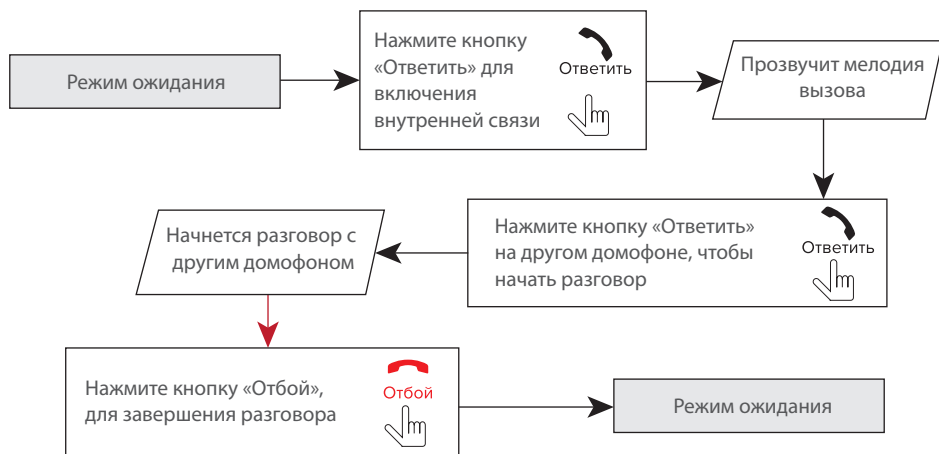 Режим ожидания
Нажмите кнопку
«Ответить» для
включения
внутренней связи
Ответить
Прозвучит мелодия
вызова
Нажмите кнопку «Ответить»
на другом домофоне, чтобы
начать разговор
Ответить
Начнется разговор с
другим домофоном
Нажмите кнопку «Отбой»,
для завершения разговора
Отбой
Режим ожидания